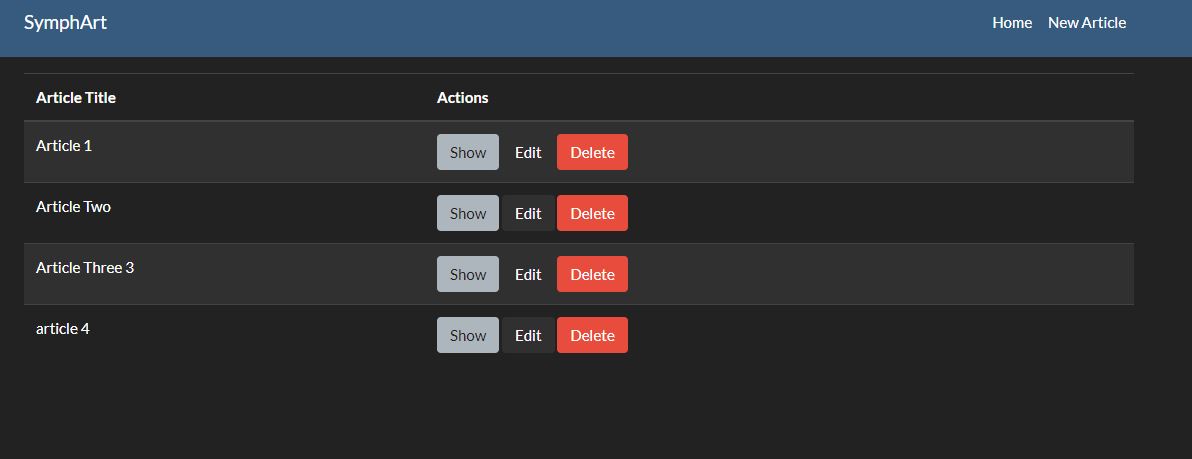 SymphArt Home New Article
Article Title Actions
Article 1 Show Edit Delete
Article Two Show Edit Delete
Article Three 3 Show Edit Delete
article 4 Show Edit Delete